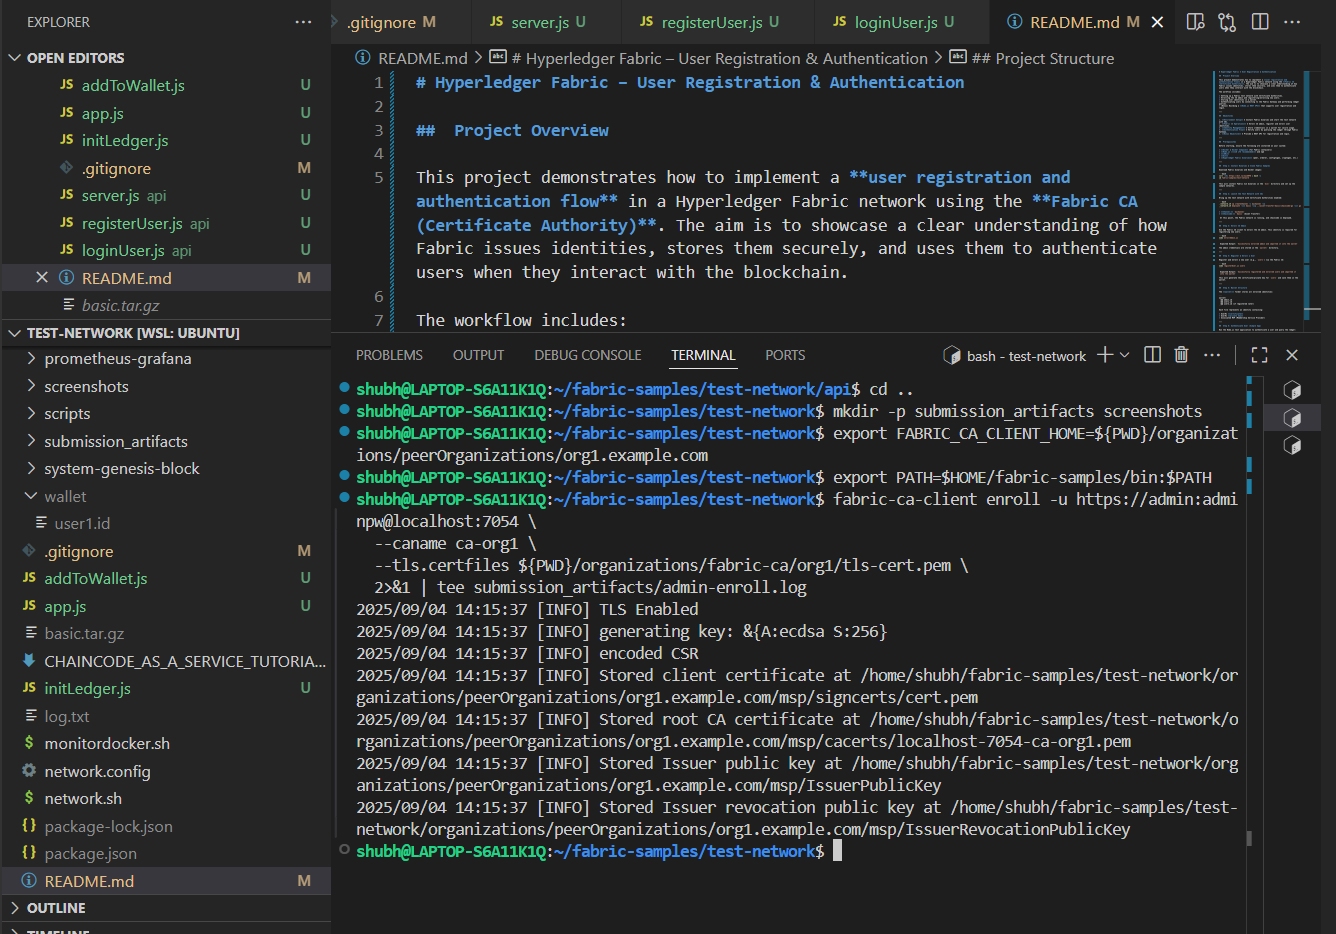 EXPLORER
OPEN EDITORS
JS addToWallet.js U
JS app.js U
JS initLedger.js U
.gitignore M
JS server.js api U
JS registerUser.js api U
JS loginUser.js api U
README.md M
basic.tar.gz
TEST-NETWORK [WSL: UBUNTU]
prometheus-grafana
screenshots
scripts
submission_artifacts
system-genesis-block
wallet
user1.id
.gitignore M
JS addToWallet.js U
JS app.js U
basic.tar.gz
CHAINCODE_AS_A_SERVICE_TUTORIA...
JS initLedger.js U
log.txt
$ monitordocker.sh
network.config
$ network.sh
{} package-lock.json
{} package.json
README.md M
OUTLINE
TIMELINE
.gitignore M
JS server.js U
JS registerUser.js U
JS loginUser.js U
README.md M
README.md > # Hyperledger Fabric – User Registration & Authentication > ## Project Structure
1 # Hyperledger Fabric – User Registration & Authentication
2
3 ##  Project Overview
4
5 This project demonstrates how to implement a **user registration and
authentication flow** in a Hyperledger Fabric network using the **Fabric CA
(Certificate Authority)**. The aim is to showcase a clear understanding of how
Fabric issues identities, stores them securely, and uses them to authenticate
users when they interact with the blockchain.
6
7 The workflow includes:
PROBLEMS OUTPUT DEBUG CONSOLE TERMINAL PORTS
bash - test-network
shubh@LAPTOP-S6A11K1Q:~/fabric-samples/test-network/api$ cd ..
shubh@LAPTOP-S6A11K1Q:~/fabric-samples/test-network$ mkdir -p submission_artifacts screenshots
shubh@LAPTOP-S6A11K1Q:~/fabric-samples/test-network$ export FABRIC_CA_CLIENT_HOME=${PWD}/organizat
ions/peerOrganizations/org1.example.com
shubh@LAPTOP-S6A11K1Q:~/fabric-samples/test-network$ export PATH=$HOME/fabric-samples/bin:$PATH
shubh@LAPTOP-S6A11K1Q:~/fabric-samples/test-network$ fabric-ca-client enroll -u https://admin:admi
npw@localhost:7054 \
--caname ca-org1 \
--tls.certfiles ${PWD}/organizations/fabric-ca/org1/tls-cert.pem \
2>&1 | tee submission_artifacts/admin-enroll.log
2025/09/04 14:15:37 [INFO] TLS Enabled
2025/09/04 14:15:37 [INFO] generating key: &{A:ecdsa S:256}
2025/09/04 14:15:37 [INFO] encoded CSR
2025/09/04 14:15:37 [INFO] Stored client certificate at /home/shubh/fabric-samples/test-network/or
ganizations/peerOrganizations/org1.example.com/msp/signcerts/cert.pem
2025/09/04 14:15:37 [INFO] Stored root CA certificate at /home/shubh/fabric-samples/test-network/o
rganizations/peerOrganizations/org1.example.com/msp/cacerts/localhost-7054-ca-org1.pem
2025/09/04 14:15:37 [INFO] Stored Issuer public key at /home/shubh/fabric-samples/test-network/org
anizations/peerOrganizations/org1.example.com/msp/IssuerPublicKey
2025/09/04 14:15:37 [INFO] Stored Issuer revocation public key at /home/shubh/fabric-samples/test-
network/organizations/peerOrganizations/org1.example.com/msp/IssuerRevocationPublicKey
shubh@LAPTOP-S6A11K1Q:~/fabric-samples/test-network$